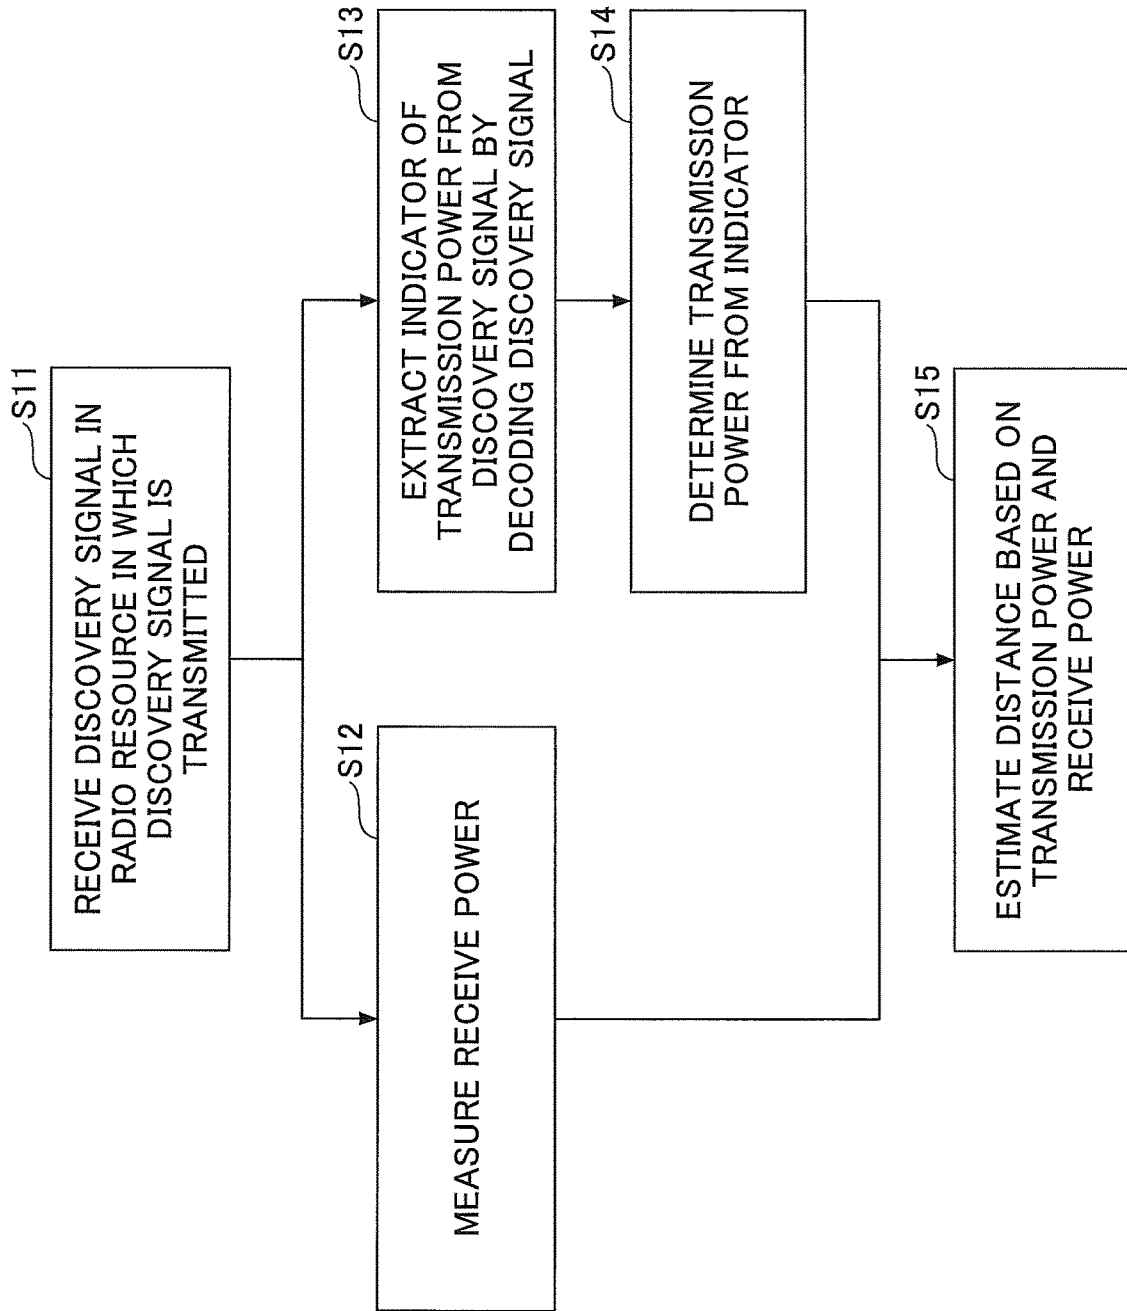 S11
RECEIVE DISCOVERY SIGNAL IN
RADIO RESOURCE IN WHICH
DISCOVERY SIGNAL IS
TRANSMITTED
S12
MEASURE RECEIVE POWER
S13
EXTRACT INDICATOR OF
TRANSMISSION POWER FROM
DISCOVERY SIGNAL BY
DECODING DISCOVERY SIGNAL
S14
DETERMINE TRANSMISSION
POWER FROM INDICATOR
S15
ESTIMATE DISTANCE BASED ON
TRANSMISSION POWER AND
RECEIVE POWER